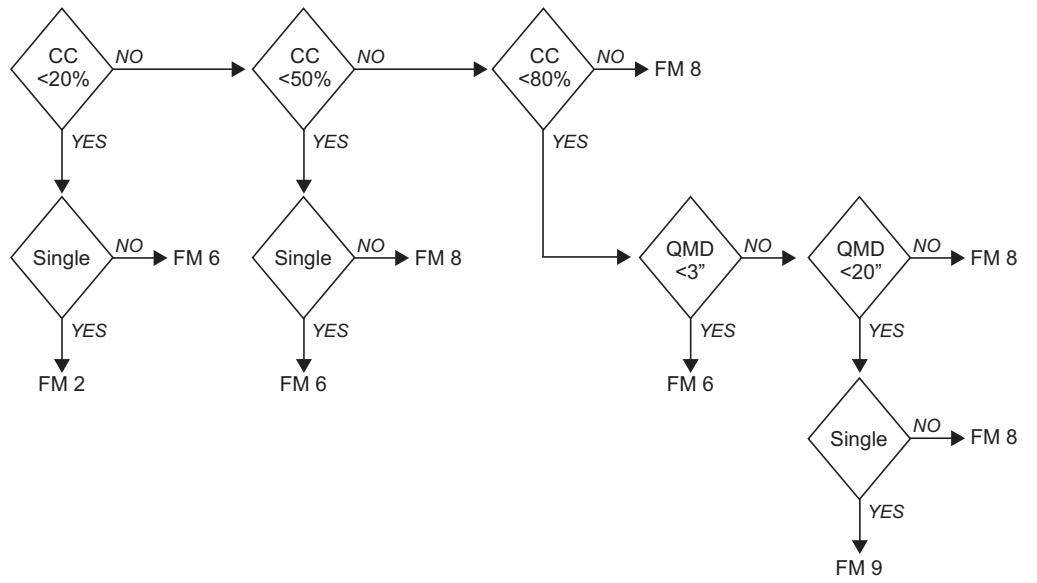 CC
<20%
NO
CC
<50%
NO
CC
<80%
NO
FM 8
YES
YES
YES
Single
NO
FM 6
Single
NO
FM 8
QMD
<3”
NO
QMD
<20”
NO
FM 8
YES
YES
YES
YES
FM 2
FM 6
FM 6
Single
NO
FM 8
YES
FM 9